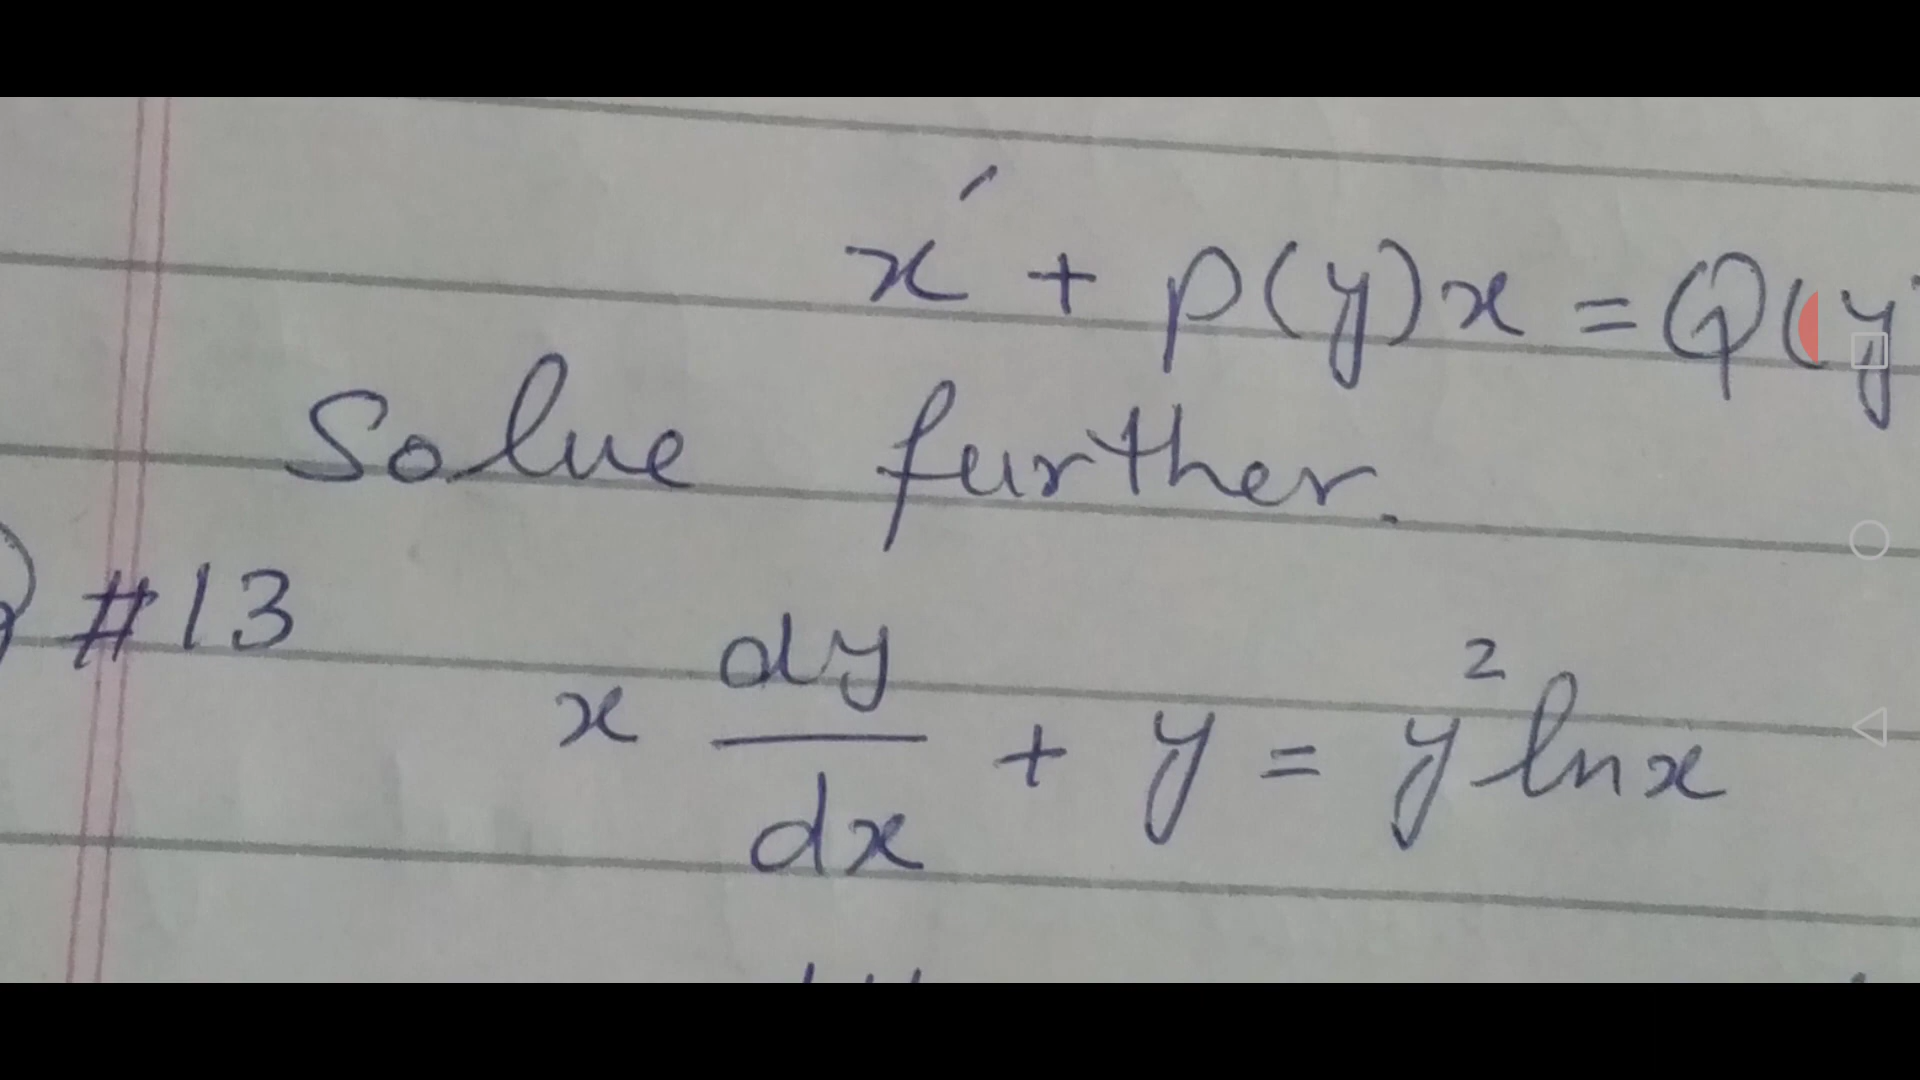 x′ + p(y)x = Q(y)
Solve further.
Q#13
x dy/dx + y = y² ln x